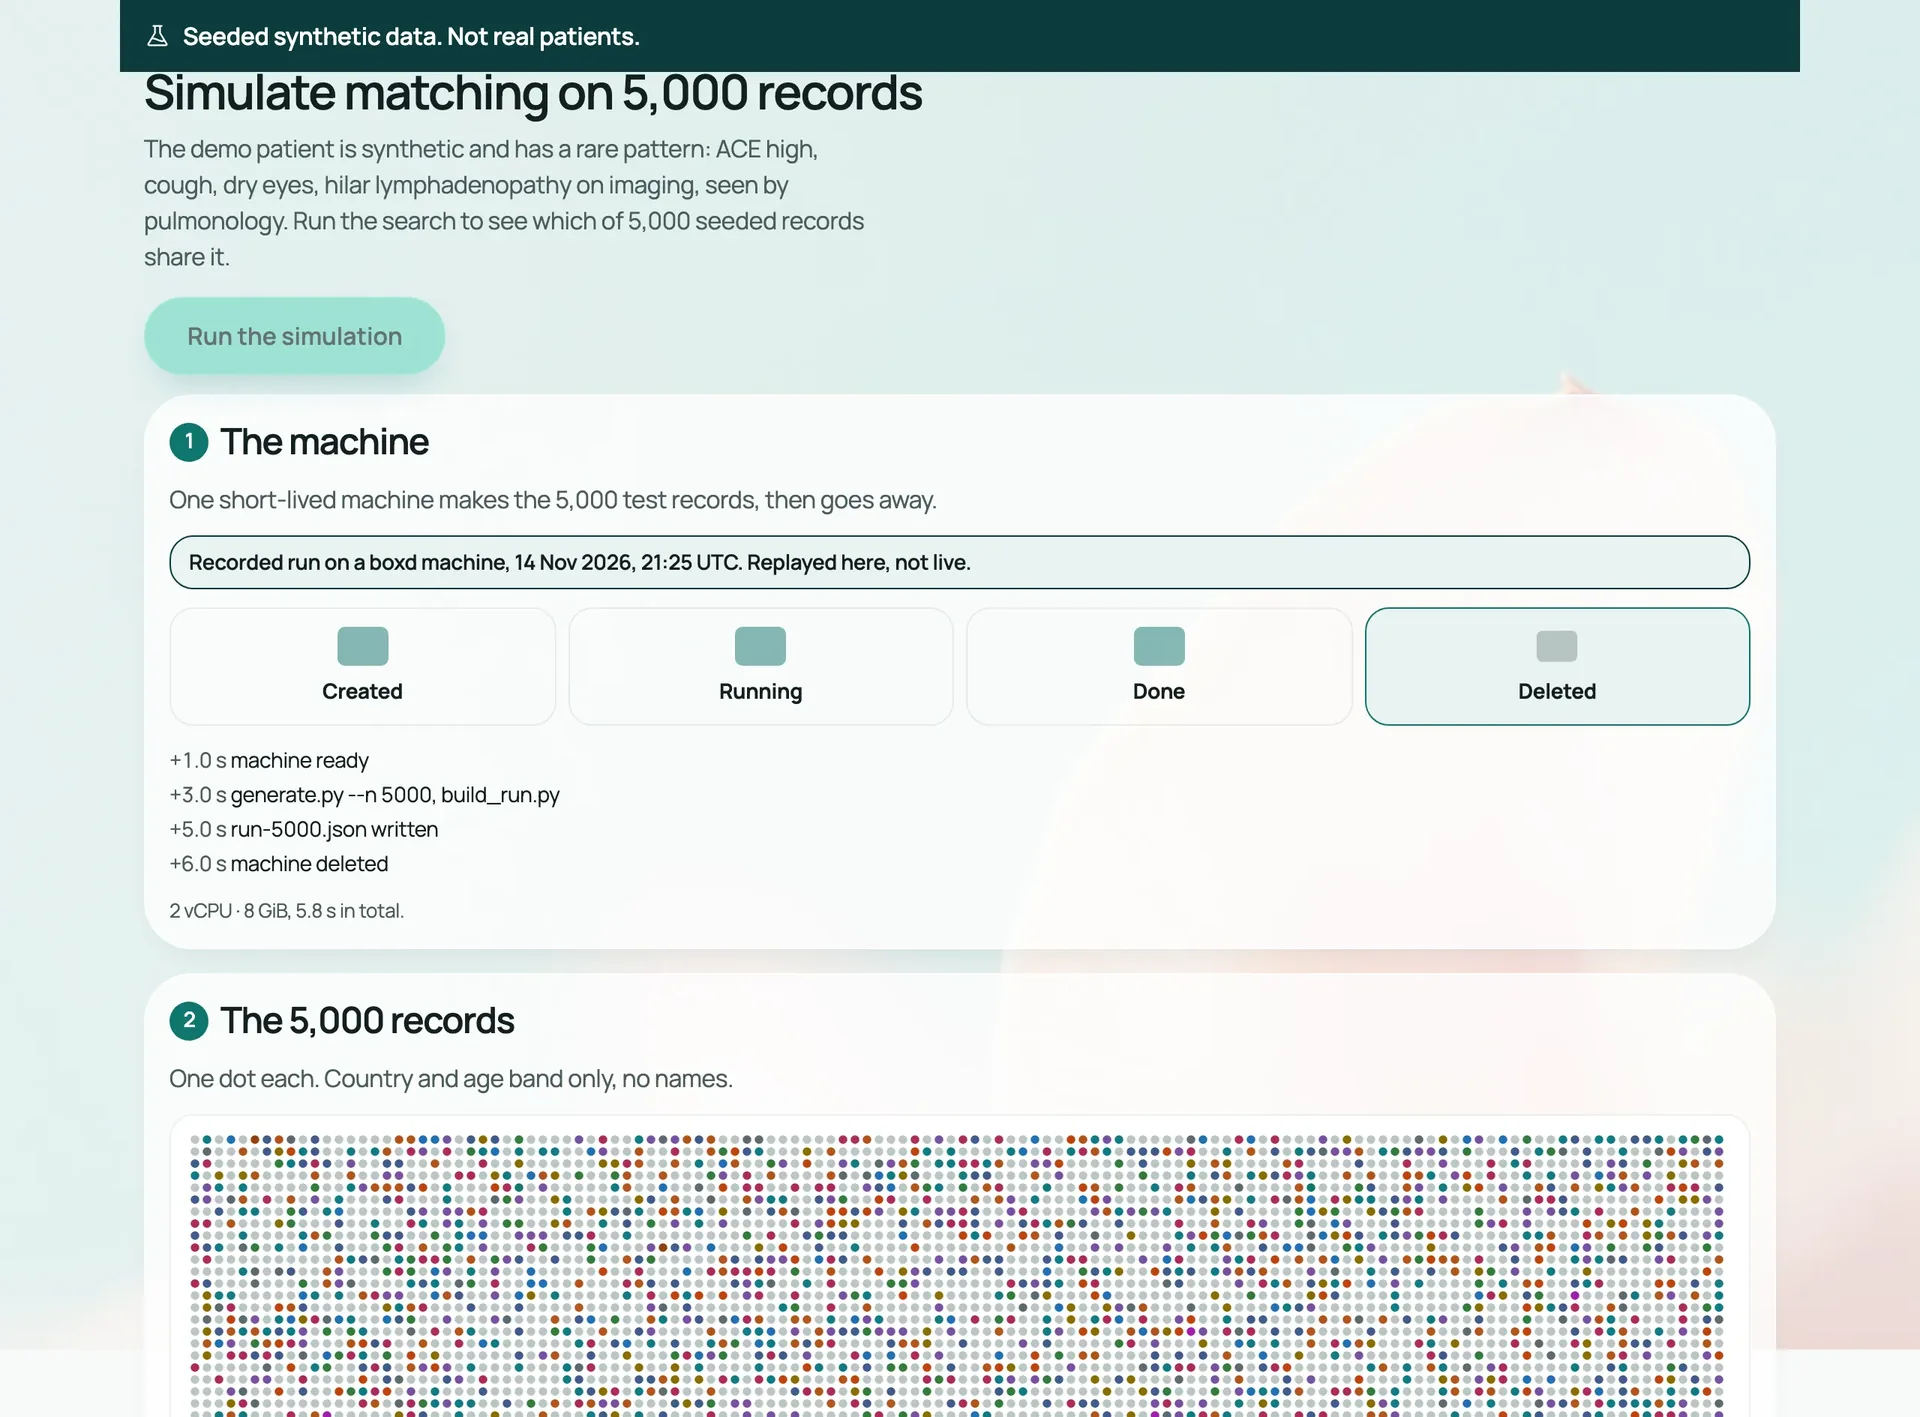 Seeded synthetic data. Not real patients.
Simulate matching on 5,000 records
The demo patient is synthetic and has a rare pattern: ACE high,
cough, dry eyes, hilar lymphadenopathy on imaging, seen by
pulmonology. Run the search to see which of 5,000 seeded records
share it.
Run the simulation
1 The machine
One short-lived machine makes the 5,000 test records, then goes away.
Recorded run on a boxd machine, 14 Nov 2026, 21:25 UTC. Replayed here, not live.
Created Running Done Deleted
+1.0 s machine ready
+3.0 s generate.py --n 5000, build_run.py
+5.0 s run-5000.json written
+6.0 s machine deleted
2 vCPU · 8 GiB, 5.8 s in total.
2 The 5,000 records
One dot each. Country and age band only, no names.